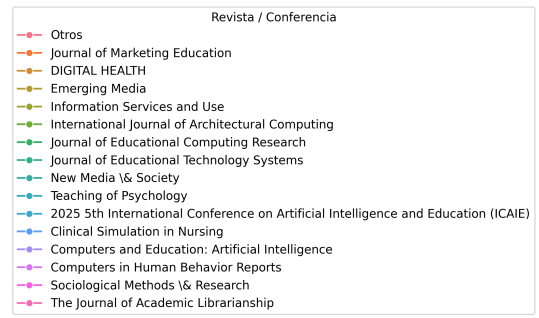 Revista / Conferencia
Otros
Journal of Marketing Education
DIGITAL HEALTH
Emerging Media
Information Services and Use
International Journal of Architectural Computing
Journal of Educational Computing Research
Journal of Educational Technology Systems
New Media \& Society
Teaching of Psychology
2025 5th International Conference on Artificial Intelligence and Education (ICAIE)
Clinical Simulation in Nursing
Computers and Education: Artificial Intelligence
Computers in Human Behavior Reports
Sociological Methods \& Research
The Journal of Academic Librarianship